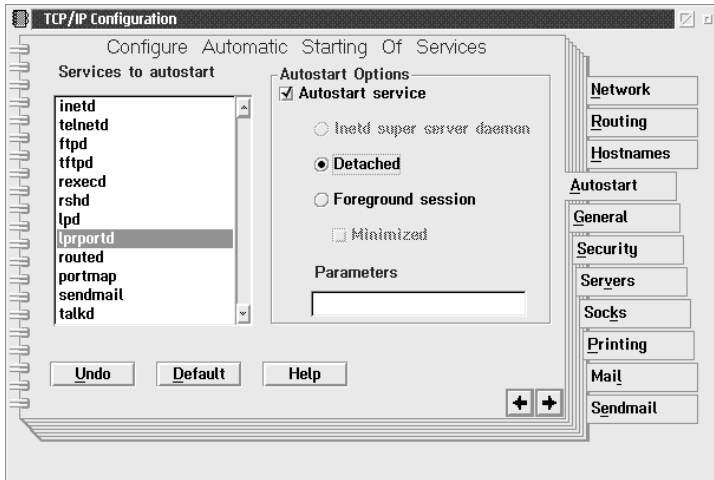 TCP/IP Configuration
Configure Automatic Starting Of Services
Services to autostart
inetd
telnetd
ftpd
tftpd
rexecd
rshd
lpd
lprportd
routed
portmap
sendmail
talkd
Autostart Options
Autostart service
Inetd super server daemon
Detached
Foreground session
Minimized
Parameters
Undo
Default
Help
Network
Routing
Hostnames
Autostart
General
Security
Servers
Socks
Printing
Mail
Sendmail